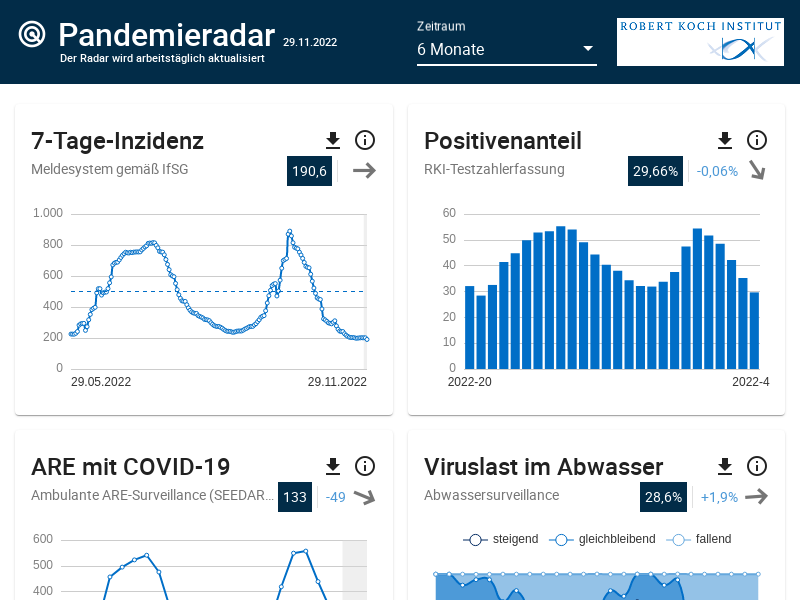 Pandemieradar 29.11.2022
Der Radar wird arbeitstäglich aktualisiert
Zeitraum
6 Monate
ROBERT KOCH INSTITUT
7-Tage-Inzidenz
Meldesystem gemäß IfSG
190,6
1.000
800
600
400
200
0
29.05.2022
29.11.2022
Positivenanteil
RKI-Testzahlerfassung
29,66%
-0,06%
60
50
40
30
20
10
0
2022-20
2022-4
ARE mit COVID-19
Ambulante ARE-Surveillance (SEEDAR...
133
-49
600
500
400
Viruslast im Abwasser
Abwassersurveillance
28,6%
+1,9%
steigend
gleichbleibend
fallend